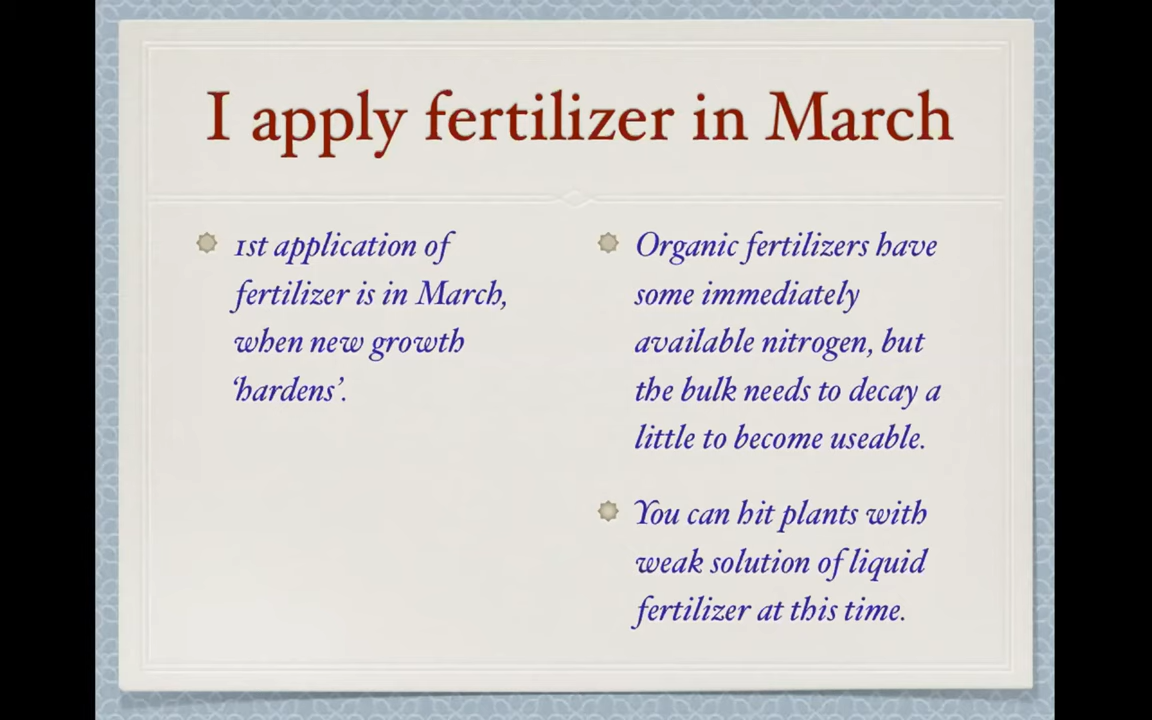 I apply fertilizer in March
1st application of
fertilizer is in March,
when new growth
‘hardens’.
Organic fertilizers have
some immediately
available nitrogen, but
the bulk needs to decay a
little to become useable.
You can hit plants with
weak solution of liquid
fertilizer at this time.